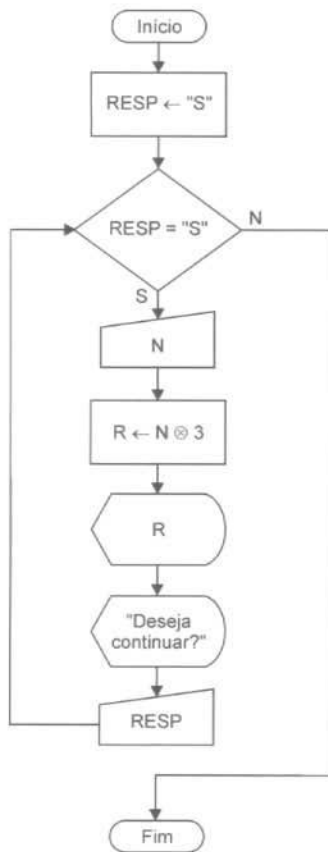 Início
RESP ← "S"
RESP = "S"
N
S
N
R ← N ⊗ 3
R
"Deseja
continuar?"
RESP
Fim